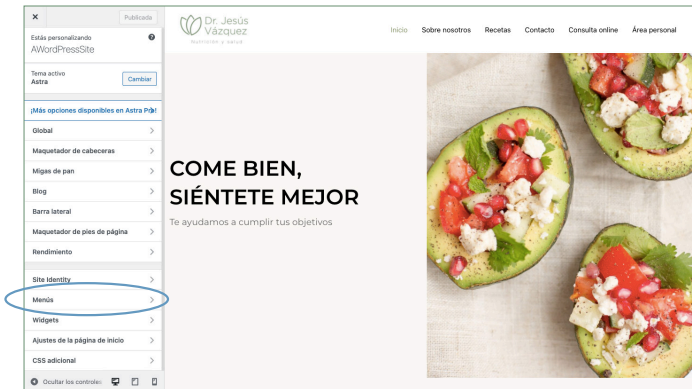 Publicada
Estás personalizando
AWordPressSite
Tema activo
Astra
Cambiar
¡Más opciones disponibles en Astra Pro!
Global
Maquetador de cabeceras
Migas de pan
Blog
Barra lateral
Maquetador de pies de página
Rendimiento
Site Identity
Menús
Widgets
Ajustes de la página de inicio
CSS adicional
Ocultar los controles
Dr. Jesús
Vázquez
Nutrición y salud
Inicio Sobre nosotros Recetas Contacto Consulta online Área personal
COME BIEN,
SIÉNTETE MEJOR
Te ayudamos a cumplir tus objetivos